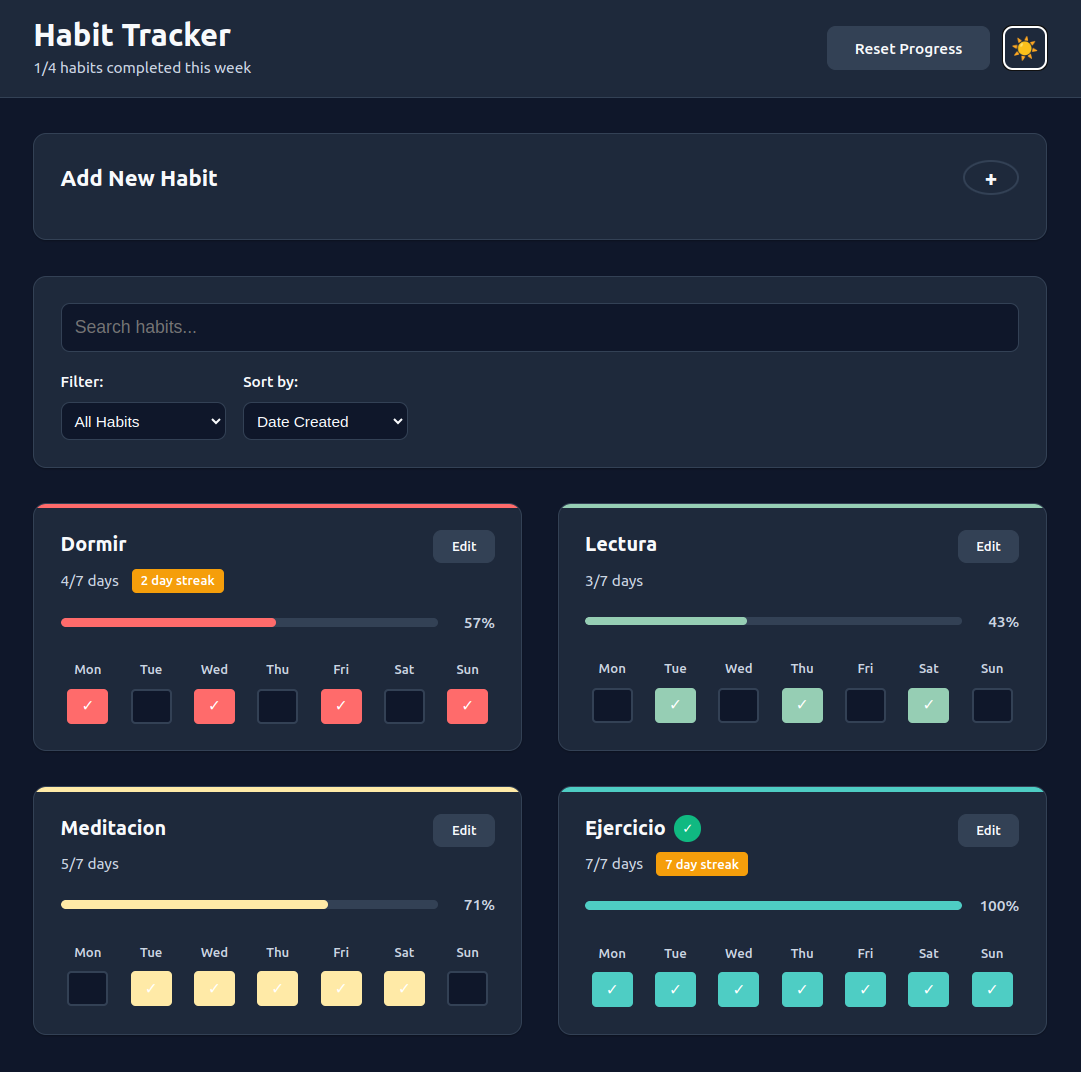 Habit Tracker
1/4 habits completed this week
Reset Progress
Add New Habit
+
Search habits...
Filter:
Sort by:
All Habits
Date Created
Dormir
Edit
4/7 days
2 day streak
57%
Mon Tue Wed Thu Fri Sat Sun
✓ ✓ ✓ ✓
Lectura
Edit
3/7 days
43%
Mon Tue Wed Thu Fri Sat Sun
✓ ✓ ✓
Meditacion
Edit
5/7 days
71%
Mon Tue Wed Thu Fri Sat Sun
✓ ✓ ✓ ✓ ✓
Ejercicio ✓
Edit
7/7 days
7 day streak
100%
Mon Tue Wed Thu Fri Sat Sun
✓ ✓ ✓ ✓ ✓ ✓ ✓